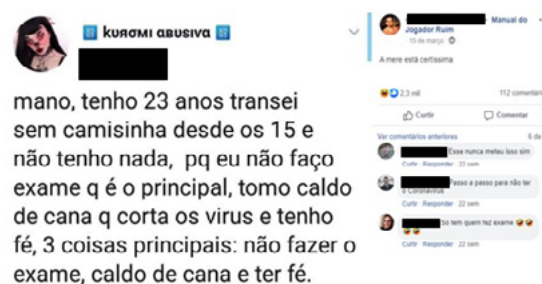 kuяσmı aвusıva
mano, tenho 23 anos transei
sem camisinha desde os 15 e
não tenho nada, pq eu não faço
exame q é o principal, tomo caldo
de cana q corta os virus e tenho
fé, 3 coisas principais: não fazer o
exame, caldo de cana e ter fé.
Manual do
Jogador Ruim
15 de março
A mere está certíssima
2,3 mil
112 comentári
Curtir
Comentar
Ver comentários anteriores
6 de
Esse nunca meteu isso sim
Curtir Responder 22 sem
Passo a passo para não ter
o Coronavirus
Curtir Responder 22 sem
bo tem quem fez exame
Curtir Responder 22 sem